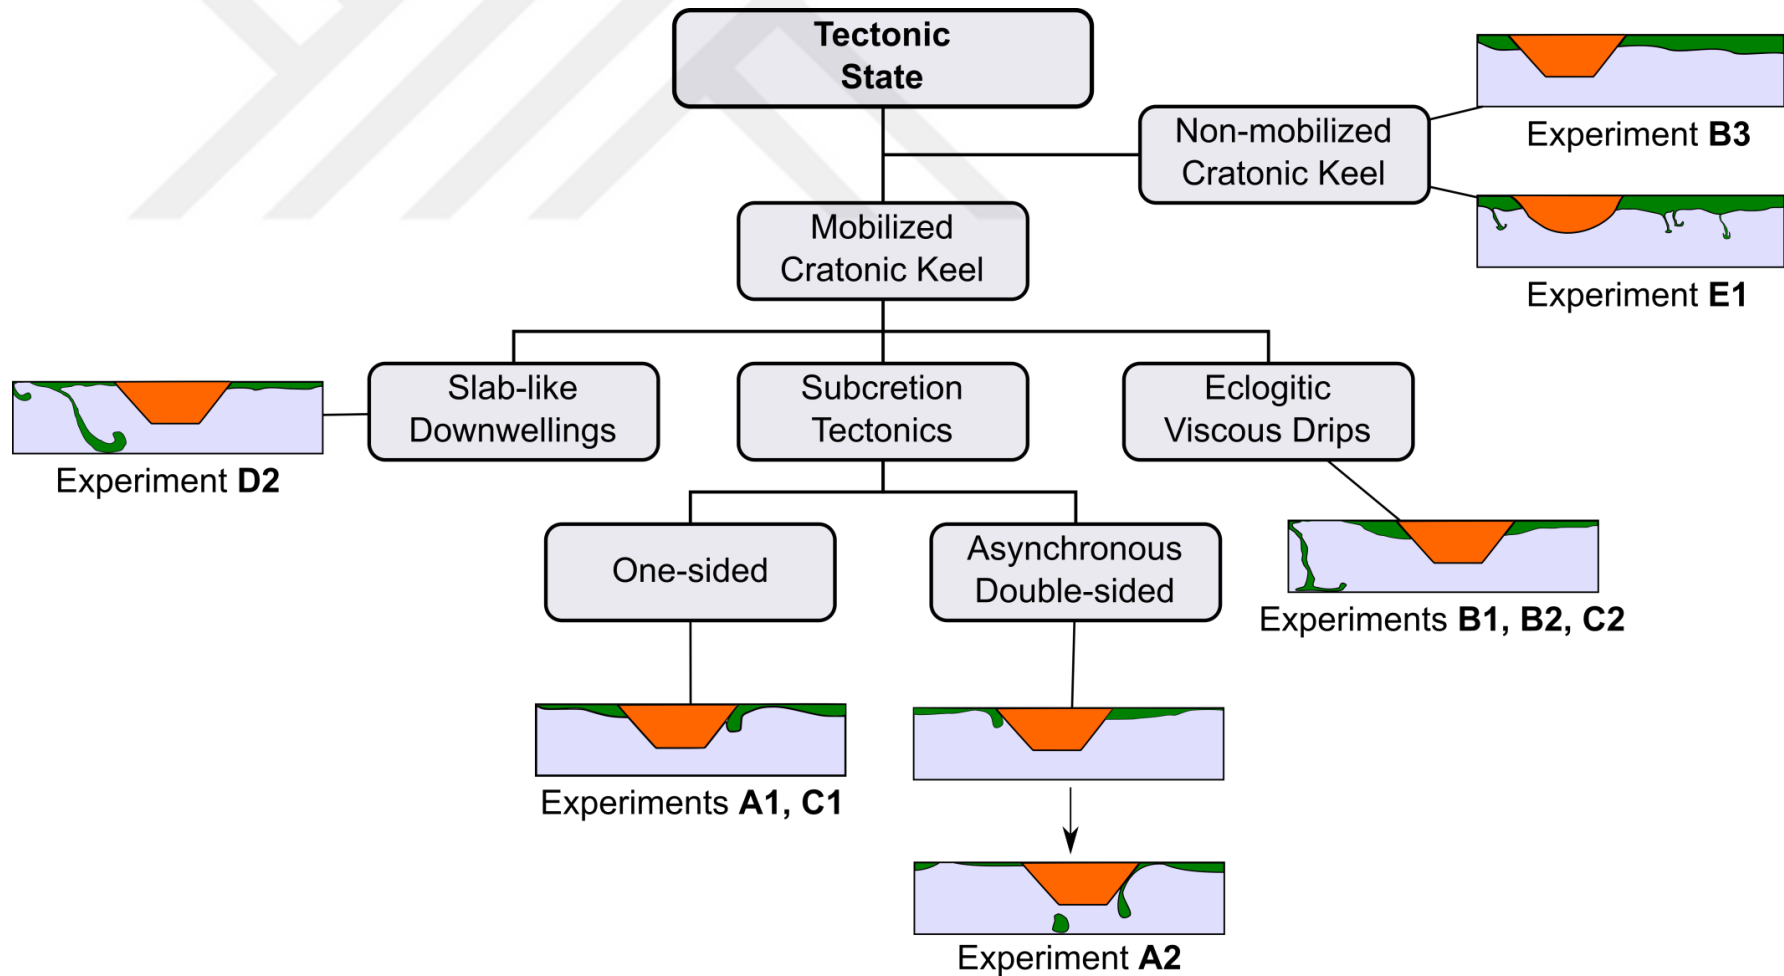 Tectonic
State
Non-mobilized
Cratonic Keel
Experiment B3
Experiment E1
Mobilized
Cratonic Keel
Slab-like
Downwellings
Subcretion
Tectonics
Eclogitic
Viscous Drips
Experiment D2
One-sided
Asynchronous
Double-sided
Experiments B1, B2, C2
Experiments A1, C1
Experiment A2